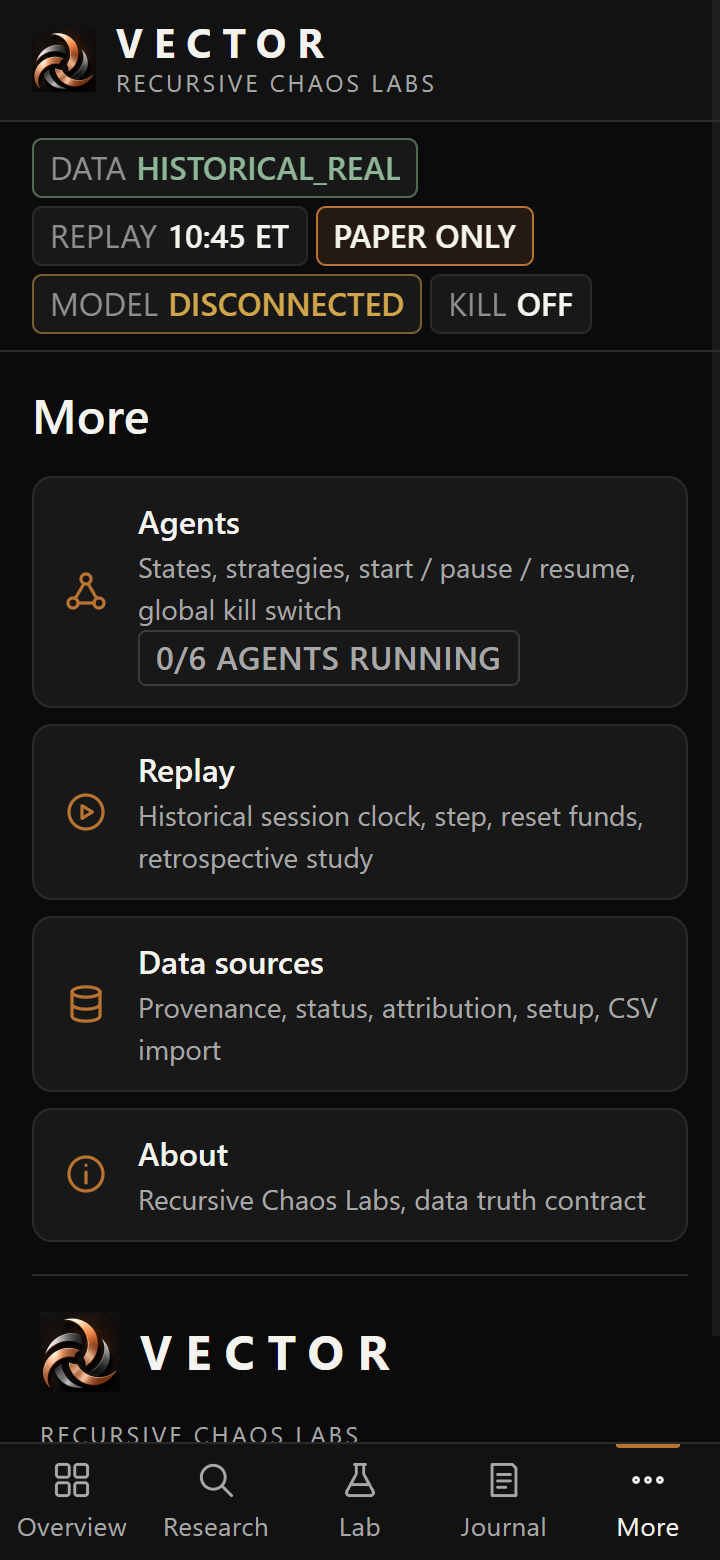 VECTOR
RECURSIVE CHAOS LABS
DATA HISTORICAL_REAL
REPLAY 10:45 ET PAPER ONLY
MODEL DISCONNECTED KILL OFF
More
Agents
States, strategies, start / pause / resume,
global kill switch
0/6 AGENTS RUNNING
Replay
Historical session clock, step, reset funds,
retrospective study
Data sources
Provenance, status, attribution, setup, CSV
import
About
Recursive Chaos Labs, data truth contract
VECTOR
RECURSIVE CHAOS LABS
Overview Research Lab Journal More